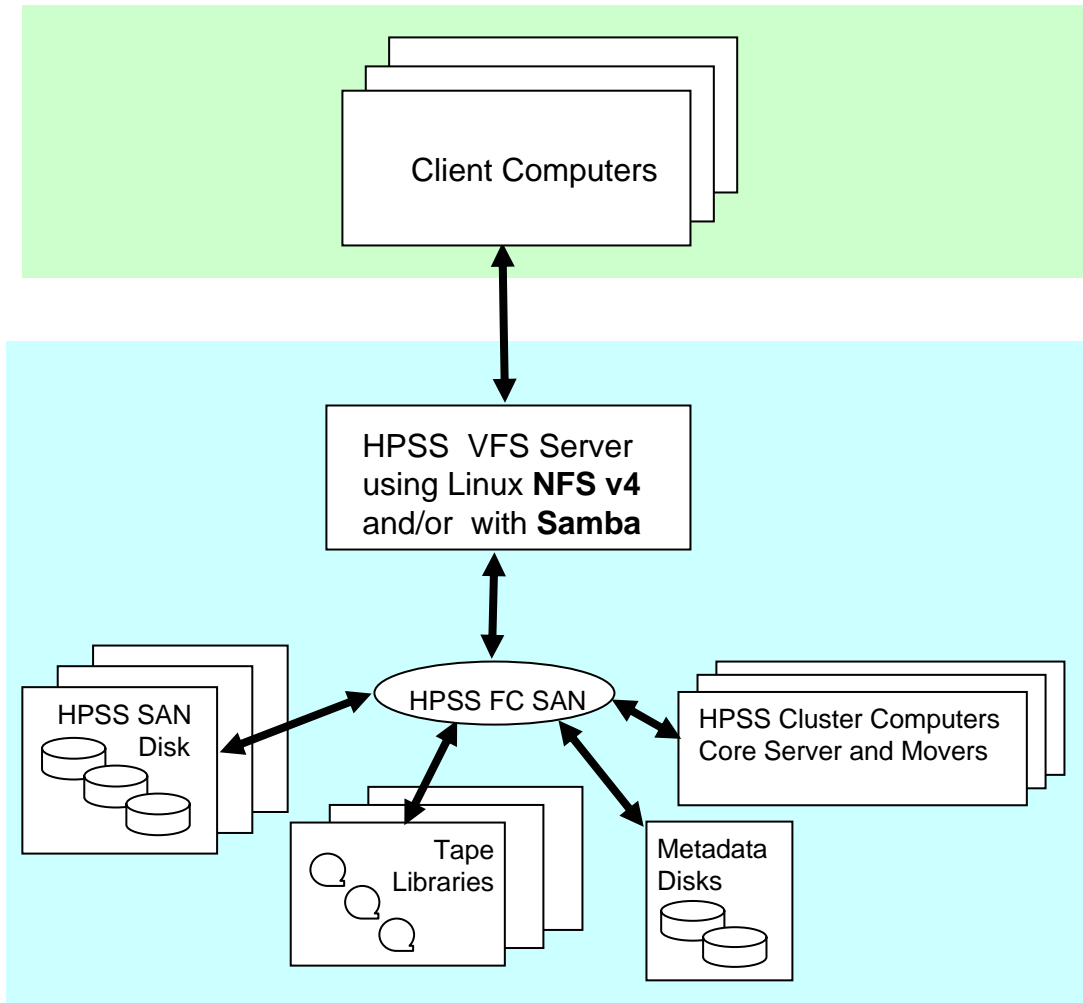 Client Computers
HPSS VFS Server
using Linux NFS v4
and/or with Samba
HPSS FC SAN
HPSS SAN
Disk
HPSS Cluster Computers
Core Server and Movers
Tape
Libraries
Metadata
Disks